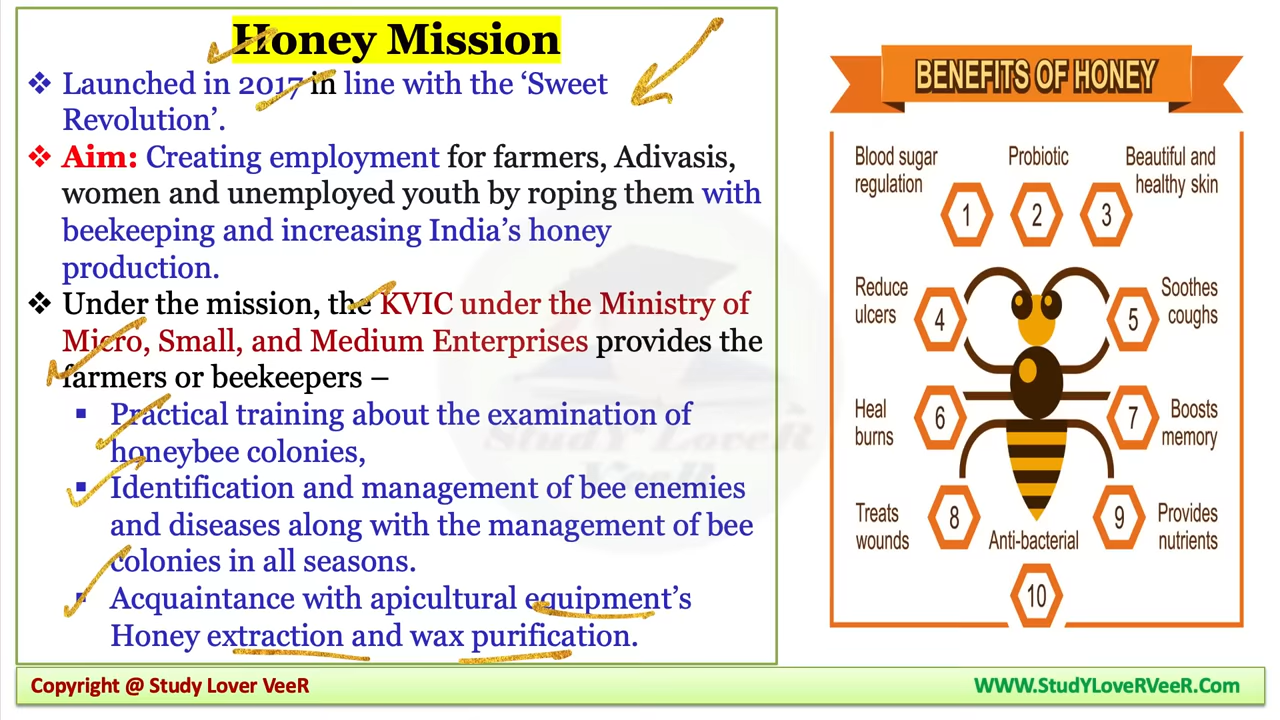 Honey Mission
❖ Launched in 2017 in line with the ‘Sweet
Revolution’.
❖ Aim: Creating employment for farmers, Adivasis,
women and unemployed youth by roping them with
beekeeping and increasing India’s honey
production.
❖ Under the mission, the KVIC under the Ministry of
Micro, Small, and Medium Enterprises provides the
farmers or beekeepers –
▪ Practical training about the examination of
honeybee colonies,
▪ Identification and management of bee enemies
and diseases along with the management of bee
colonies in all seasons.
▪ Acquaintance with apicultural equipment’s
Honey extraction and wax purification.
StudY LoveR
VeeR
BENEFITS OF HONEY
Blood sugar
regulation
1
Probiotic
2
Beautiful and
healthy skin
3
Reduce
ulcers
4
Soothes
coughs
5
Heal
burns
6
Boosts
memory
7
Treats
wounds
8
Provides
nutrients
9
Anti-bacterial
10
Copyright @ Study Lover VeeR
WWW.StudYLoveRVeeR.Com